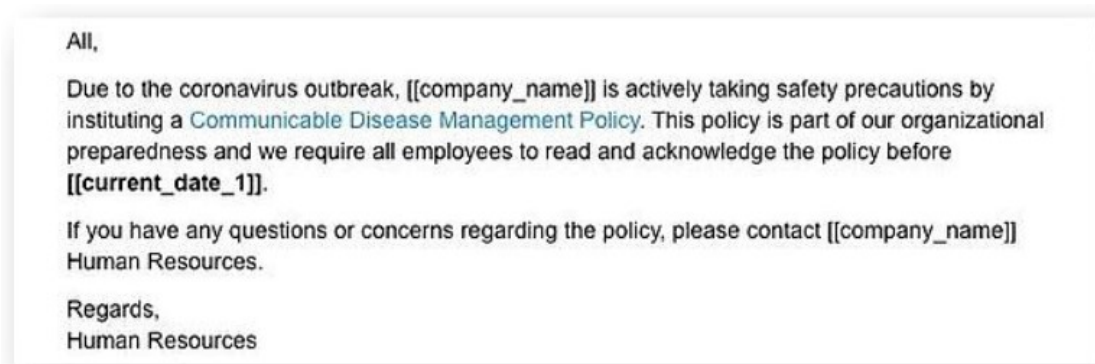 All,
Due to the coronavirus outbreak, [[company_name]] is actively taking safety precautions by
instituting a Communicable Disease Management Policy. This policy is part of our organizational
preparedness and we require all employees to read and acknowledge the policy before
[[current_date_1]].
If you have any questions or concerns regarding the policy, please contact [[company_name]]
Human Resources.
Regards,
Human Resources